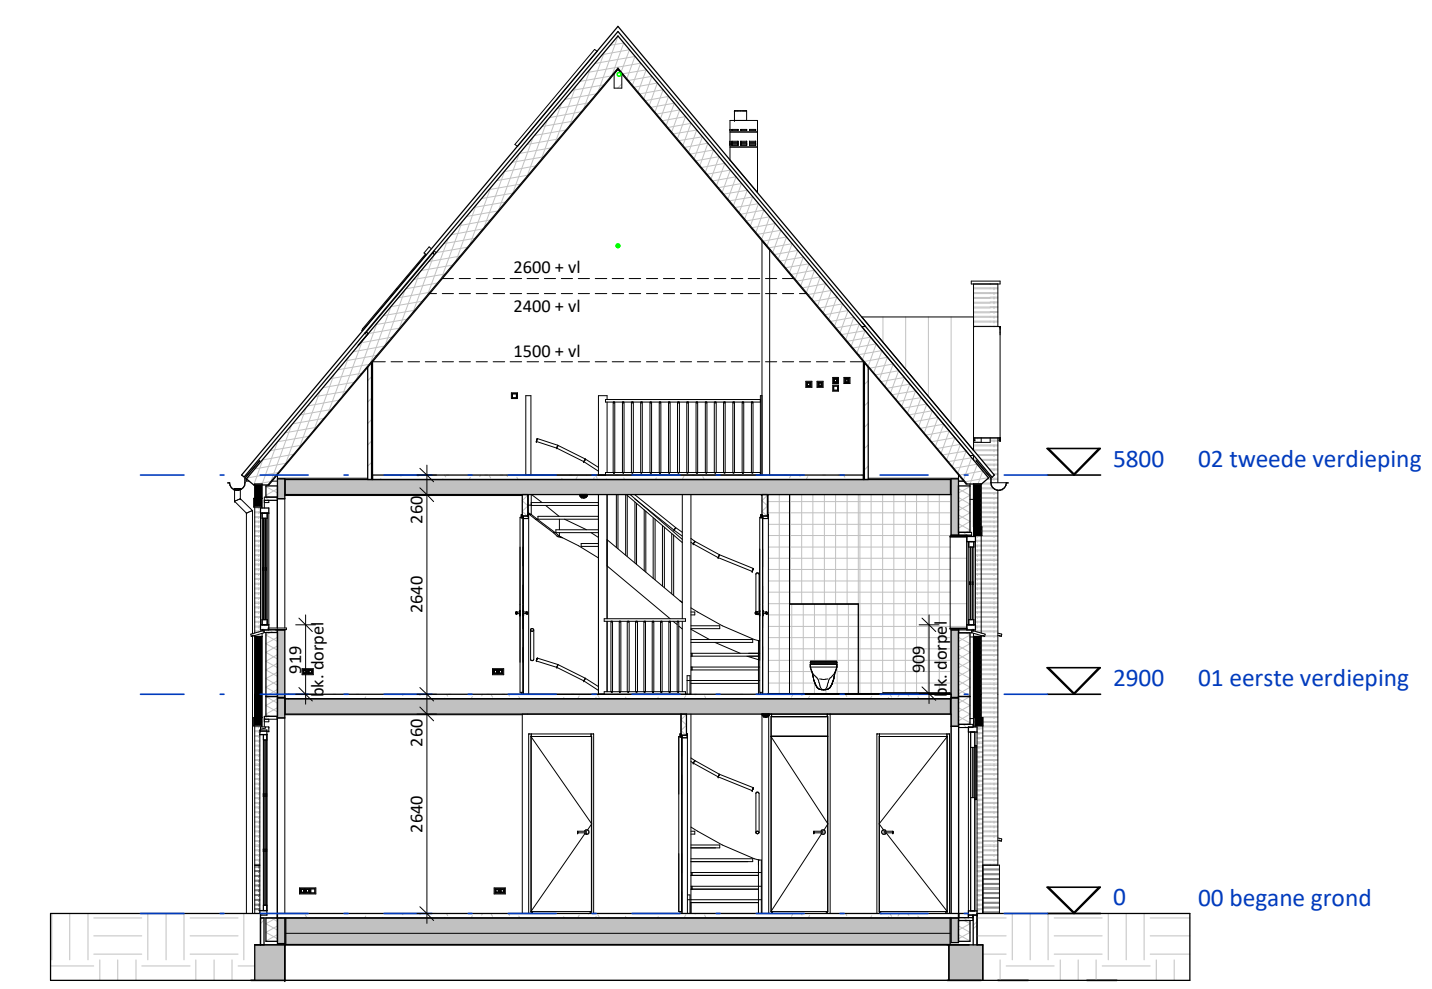 2600 + vl
2400 + vl
1500 + vl
5800 02 tweede verdieping
260
2640
919
bk. dorpel
909
bk. dorpel
2900 01 eerste verdieping
260
2640
0 00 begane grond